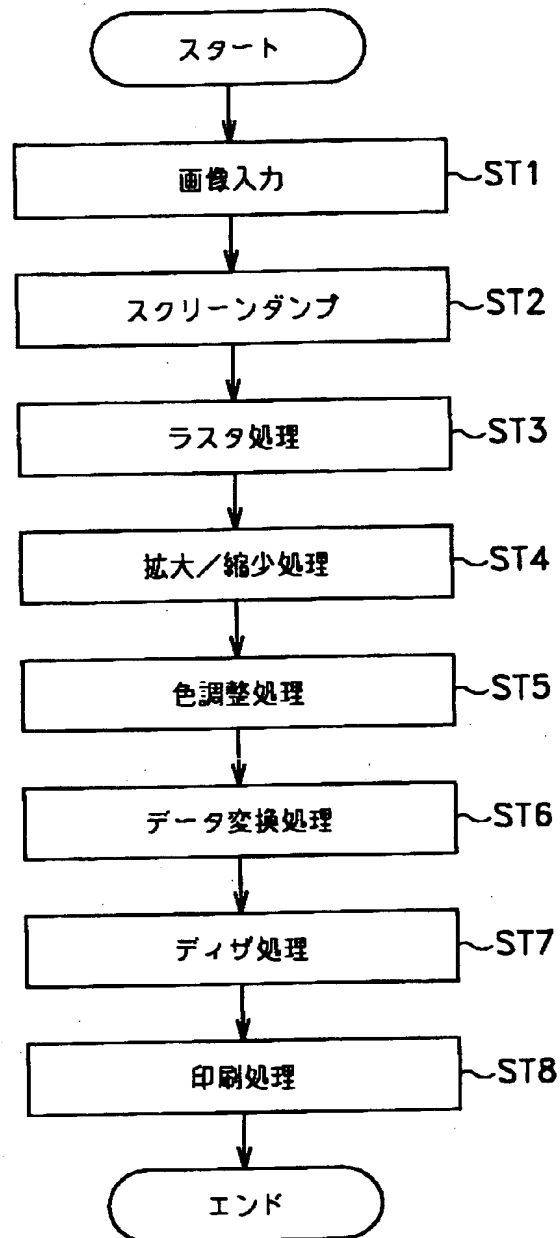 スタート
画像入力 ST1
スクリーンダンプ ST2
ラスタ処理 ST3
拡大／縮少処理 ST4
色調整処理 ST5
データ変換処理 ST6
ディザ処理 ST7
印刷処理 ST8
エンド